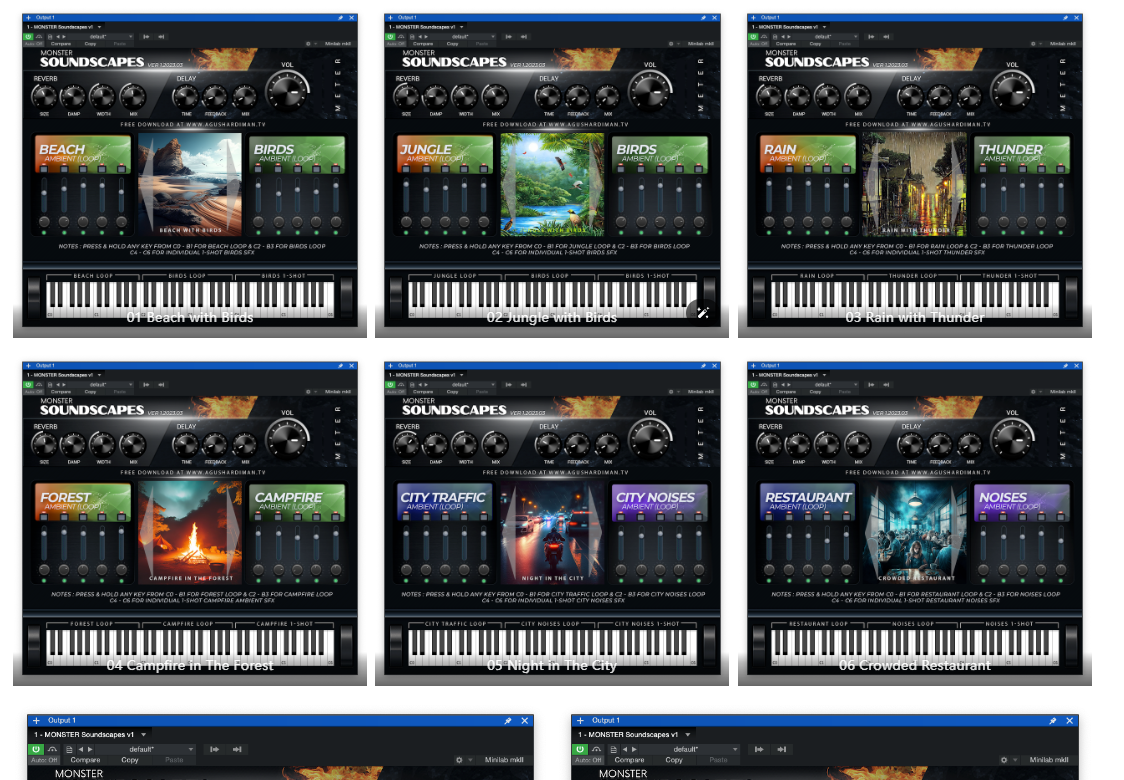 Output 1
1 - MONSTER Soundscapes v1
default*
Auto: Off Compare Copy Paste Minilab mkII
MONSTER
SOUNDSCAPES VER 1.2023.03
REVERB DELAY VOL
METER
SIZE DAMP WIDTH MIX TIME FEEDBACK MIX
FREE DOWNLOAD AT WWW.AGUSHARDIMAN.TV
BEACH
AMBIENT (LOOP)
BIRDS
AMBIENT (LOOP)
BEACH WITH BIRDS
NOTES : PRESS & HOLD ANY KEY FROM C0 - B1 FOR BEACH LOOP & C2 - B3 FOR BIRDS LOOP
C4 - C6 FOR INDIVIDUAL 1-SHOT BIRDS SFX
BEACH LOOP BIRDS LOOP BIRDS 1-SHOT
01 Beach with Birds
Output 1
1 - MONSTER Soundscapes v1
default*
Auto: Off Compare Copy Paste Minilab mkII
MONSTER
SOUNDSCAPES VER 1.2023.03
REVERB DELAY VOL
METER
SIZE DAMP WIDTH MIX TIME FEEDBACK MIX
FREE DOWNLOAD AT WWW.AGUSHARDIMAN.TV
JUNGLE
AMBIENT (LOOP)
BIRDS
AMBIENT (LOOP)
JUNGLE WITH BIRDS
NOTES : PRESS & HOLD ANY KEY FROM C0 - B1 FOR JUNGLE LOOP & C2 - B3 FOR BIRDS LOOP
C4 - C6 FOR INDIVIDUAL 1-SHOT BIRDS SFX
JUNGLE LOOP BIRDS LOOP BIRDS 1-SHOT
02 Jungle with Birds
Output 1
1 - MONSTER Soundscapes v1
default*
Auto: Off Compare Copy Paste Minilab mkII
MONSTER
SOUNDSCAPES VER 1.2023.03
REVERB DELAY VOL
METER
SIZE DAMP WIDTH MIX TIME FEEDBACK MIX
FREE DOWNLOAD AT WWW.AGUSHARDIMAN.TV
RAIN
AMBIENT (LOOP)
THUNDER
AMBIENT (LOOP)
RAIN WITH THUNDER
NOTES : PRESS & HOLD ANY KEY FROM C0 - B1 FOR RAIN LOOP & C2 - B3 FOR THUNDER LOOP
C4 - C6 FOR INDIVIDUAL 1-SHOT THUNDER SFX
RAIN LOOP THUNDER LOOP THUNDER 1-SHOT
03 Rain with Thunder
Output 1
1 - MONSTER Soundscapes v1
default*
Auto: Off Compare Copy Paste Minilab mkII
MONSTER
SOUNDSCAPES VER 1.2023.03
REVERB DELAY VOL
METER
SIZE DAMP WIDTH MIX TIME FEEDBACK MIX
FREE DOWNLOAD AT WWW.AGUSHARDIMAN.TV
FOREST
AMBIENT (LOOP)
CAMPFIRE
AMBIENT (LOOP)
CAMPFIRE IN THE FOREST
NOTES : PRESS & HOLD ANY KEY FROM C0 - B1 FOR FOREST LOOP & C2 - B3 FOR CAMPFIRE LOOP
C4 - C6 FOR INDIVIDUAL 1-SHOT CAMPFIRE AMBIENT SFX
FOREST LOOP CAMPFIRE LOOP CAMPFIRE 1-SHOT
04 Campfire in The Forest
Output 1
1 - MONSTER Soundscapes v1
default*
Auto: Off Compare Copy Paste Minilab mkII
MONSTER
SOUNDSCAPES VER 1.2023.03
REVERB DELAY VOL
METER
SIZE DAMP WIDTH MIX TIME FEEDBACK MIX
FREE DOWNLOAD AT WWW.AGUSHARDIMAN.TV
CITY TRAFFIC
AMBIENT (LOOP)
CITY NOISES
AMBIENT (LOOP)
NIGHT IN THE CITY
NOTES : PRESS & HOLD ANY KEY FROM C0 - B1 FOR CITY TRAFFIC LOOP & C2 - B3 FOR CITY NOISES LOOP
C4 - C6 FOR INDIVIDUAL 1-SHOT CITY NOISES SFX
CITY TRAFFIC LOOP CITY NOISES LOOP CITY NOISES 1-SHOT
05 Night in The City
Output 1
1 - MONSTER Soundscapes v1
default*
Auto: Off Compare Copy Paste Minilab mkII
MONSTER
SOUNDSCAPES VER 1.2023.03
REVERB DELAY VOL
METER
SIZE DAMP WIDTH MIX TIME FEEDBACK MIX
FREE DOWNLOAD AT WWW.AGUSHARDIMAN.TV
RESTAURANT
AMBIENT (LOOP)
NOISES
AMBIENT (LOOP)
CROWDED RESTAURANT
NOTES : PRESS & HOLD ANY KEY FROM C0 - B1 FOR RESTAURANT LOOP & C2 - B3 FOR NOISES LOOP
C4 - C6 FOR INDIVIDUAL 1-SHOT RESTAURANT NOISES SFX
RESTAURANT LOOP NOISES LOOP NOISES 1-SHOT
06 Crowded Restaurant
Output 1
1 - MONSTER Soundscapes v1
default*
Auto: Off Compare Copy Paste Minilab mkII
MONSTER
Output 1
1 - MONSTER Soundscapes v1
default*
Auto: Off Compare Copy Paste Minilab mkII
MONSTER